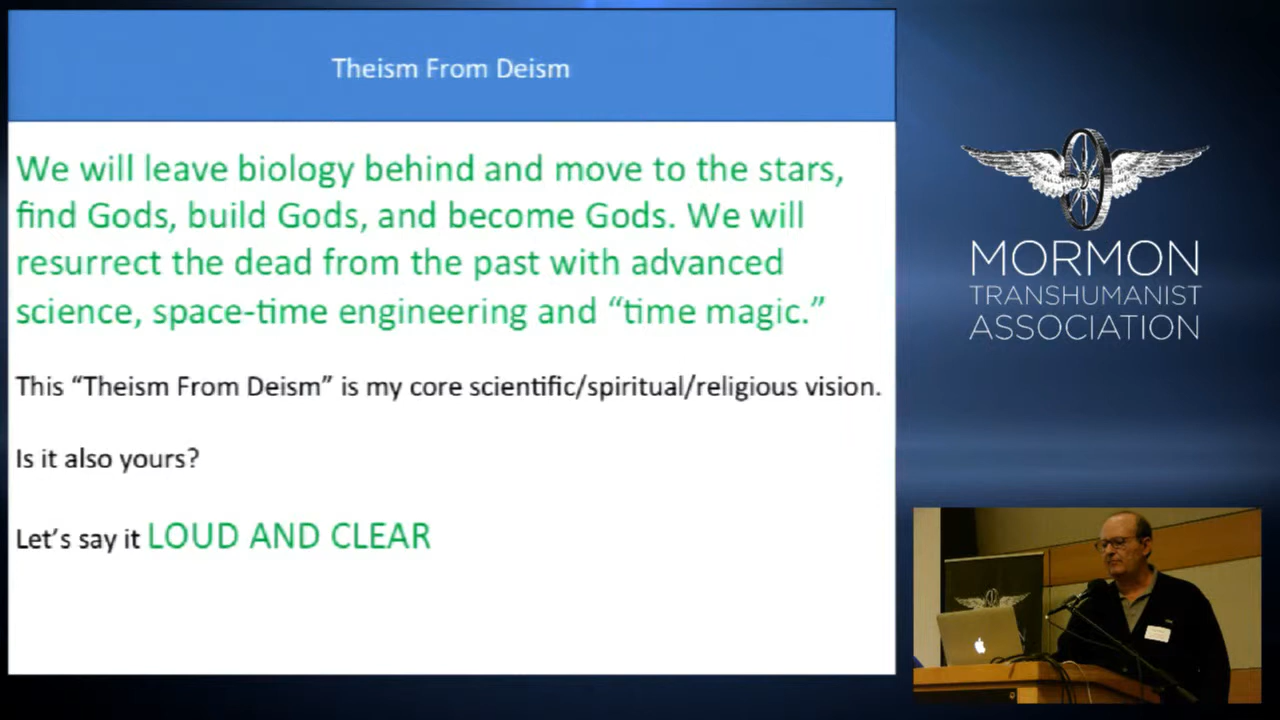 Theism From Deism
We will leave biology behind and move to the stars,
find Gods, build Gods, and become Gods. We will
resurrect the dead from the past with advanced
science, space-time engineering and “time magic.”
This “Theism From Deism” is my core scientific/spiritual/religious vision.
Is it also yours?
Let’s say it LOUD AND CLEAR
MORMON
TRANSHUMANIST
ASSOCIATION